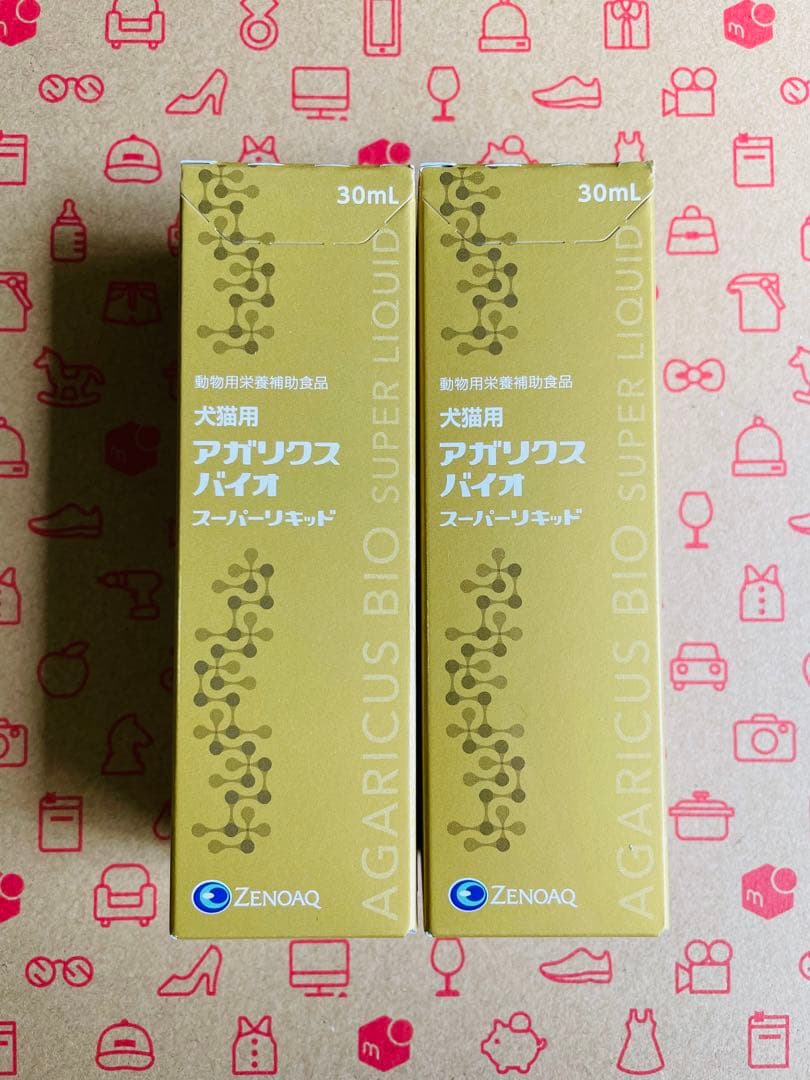 30mL
動物用栄養補助食品
犬猫用
アガリクス
バイオ
スーパーリキッド
AGARICUS BIO SUPER LIQUID
ZENOAQ
30mL
動物用栄養補助食品
犬猫用
アガリクス
バイオ
スーパーリキッド
AGARICUS BIO SUPER LIQUID
ZENOAQ
m
m
m
m